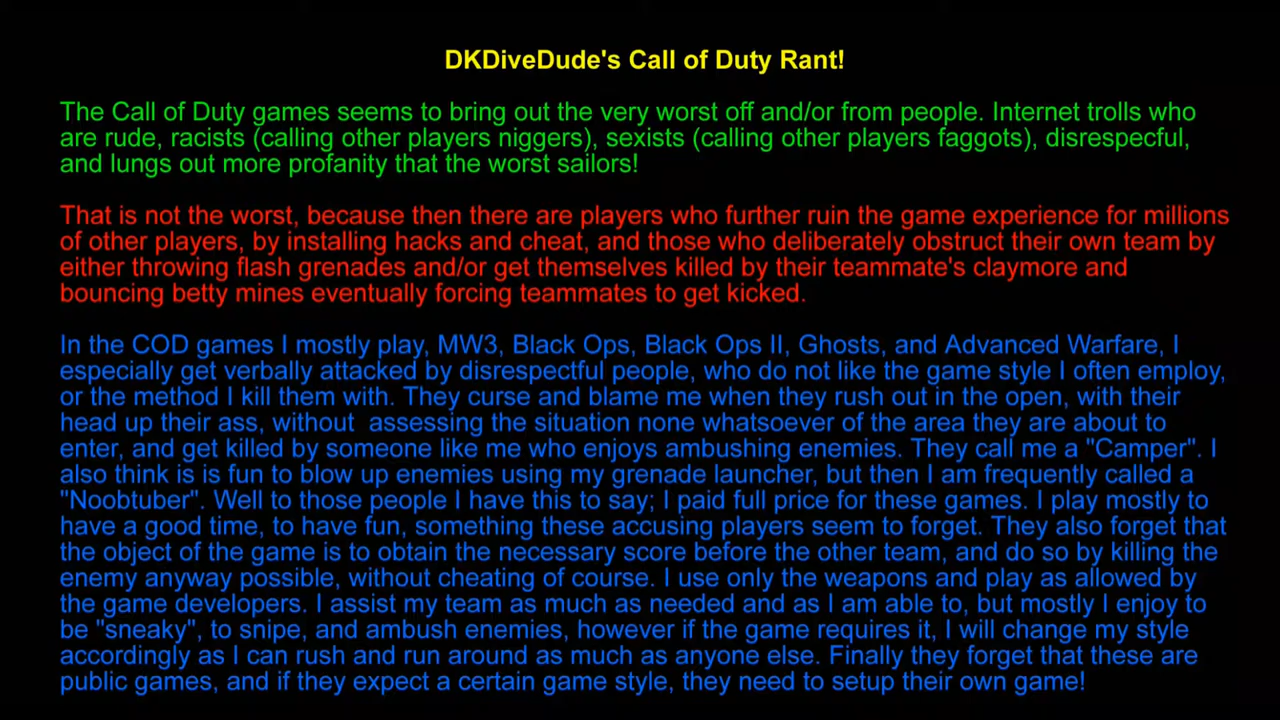 DKDiveDude's Call of Duty Rant!
The Call of Duty games seems to bring out the very worst off and/or from people. Internet trolls who
are rude, racists (calling other players niggers), sexists (calling other players faggots), disrespecful,
and lungs out more profanity that the worst sailors!
That is not the worst, because then there are players who further ruin the game experience for millions
of other players, by installing hacks and cheat, and those who deliberately obstruct their own team by
either throwing flash grenades and/or get themselves killed by their teammate's claymore and
bouncing betty mines eventually forcing teammates to get kicked.
In the COD games I mostly play, MW3, Black Ops, Black Ops II, Ghosts, and Advanced Warfare, I
especially get verbally attacked by disrespectful people, who do not like the game style I often employ,
or the method I kill them with. They curse and blame me when they rush out in the open, with their
head up their ass, without  assessing the situation none whatsoever of the area they are about to
enter, and get killed by someone like me who enjoys ambushing enemies. They call me a "Camper". I
also think is is fun to blow up enemies using my grenade launcher, but then I am frequently called a
"Noobtuber". Well to those people I have this to say; I paid full price for these games. I play mostly to
have a good time, to have fun, something these accusing players seem to forget. They also forget that
the object of the game is to obtain the necessary score before the other team, and do so by killing the
enemy anyway possible, without cheating of course. I use only the weapons and play as allowed by
the game developers. I assist my team as much as needed and as I am able to, but mostly I enjoy to
be "sneaky", to snipe, and ambush enemies, however if the game requires it, I will change my style
accordingly as I can rush and run around as much as anyone else. Finally they forget that these are
public games, and if they expect a certain game style, they need to setup their own game!